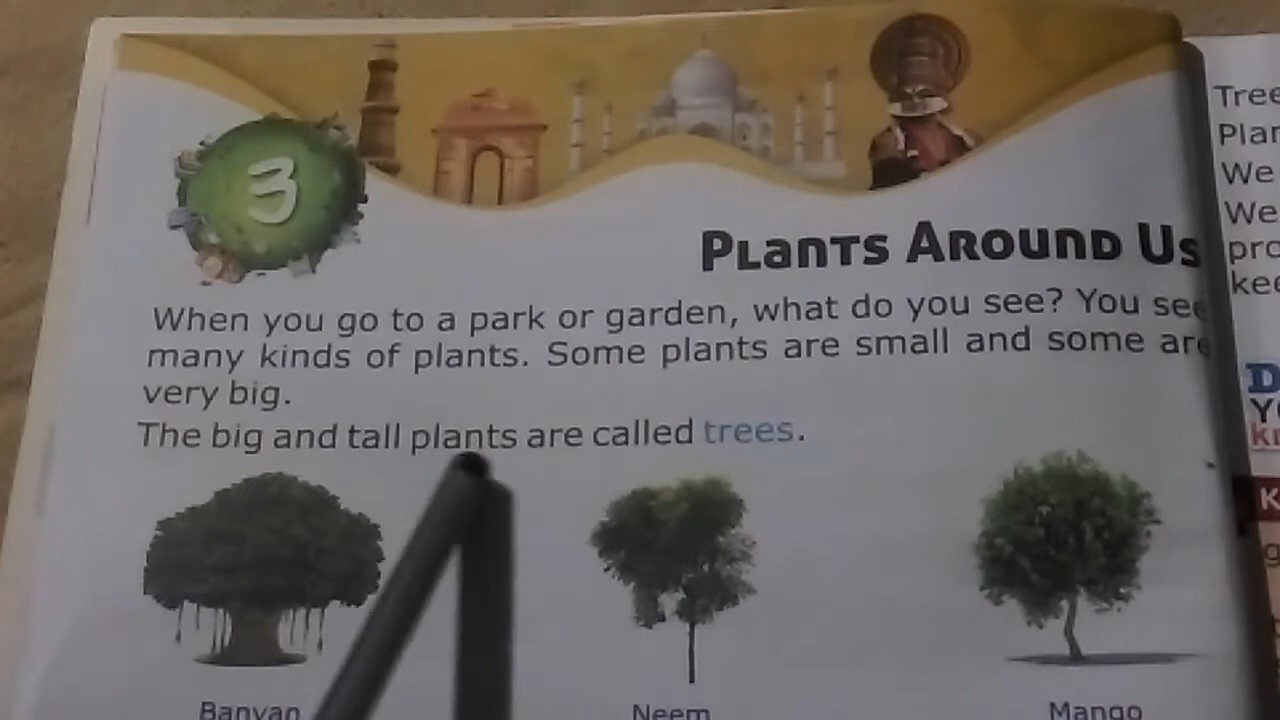 3
Plants Around Us
When you go to a park or garden, what do you see? You see
many kinds of plants. Some plants are small and some are
very big.
The big and tall plants are called trees.
Banyan Neem Mango
We
We